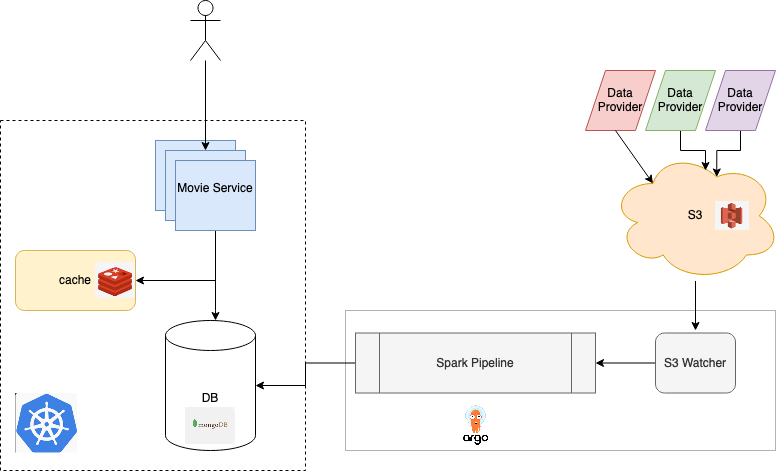 Data
Provider
Data
Provider
Data
Provider
Movie Service
S3
cache
Spark Pipeline
S3 Watcher
DB
mongoDB
argo